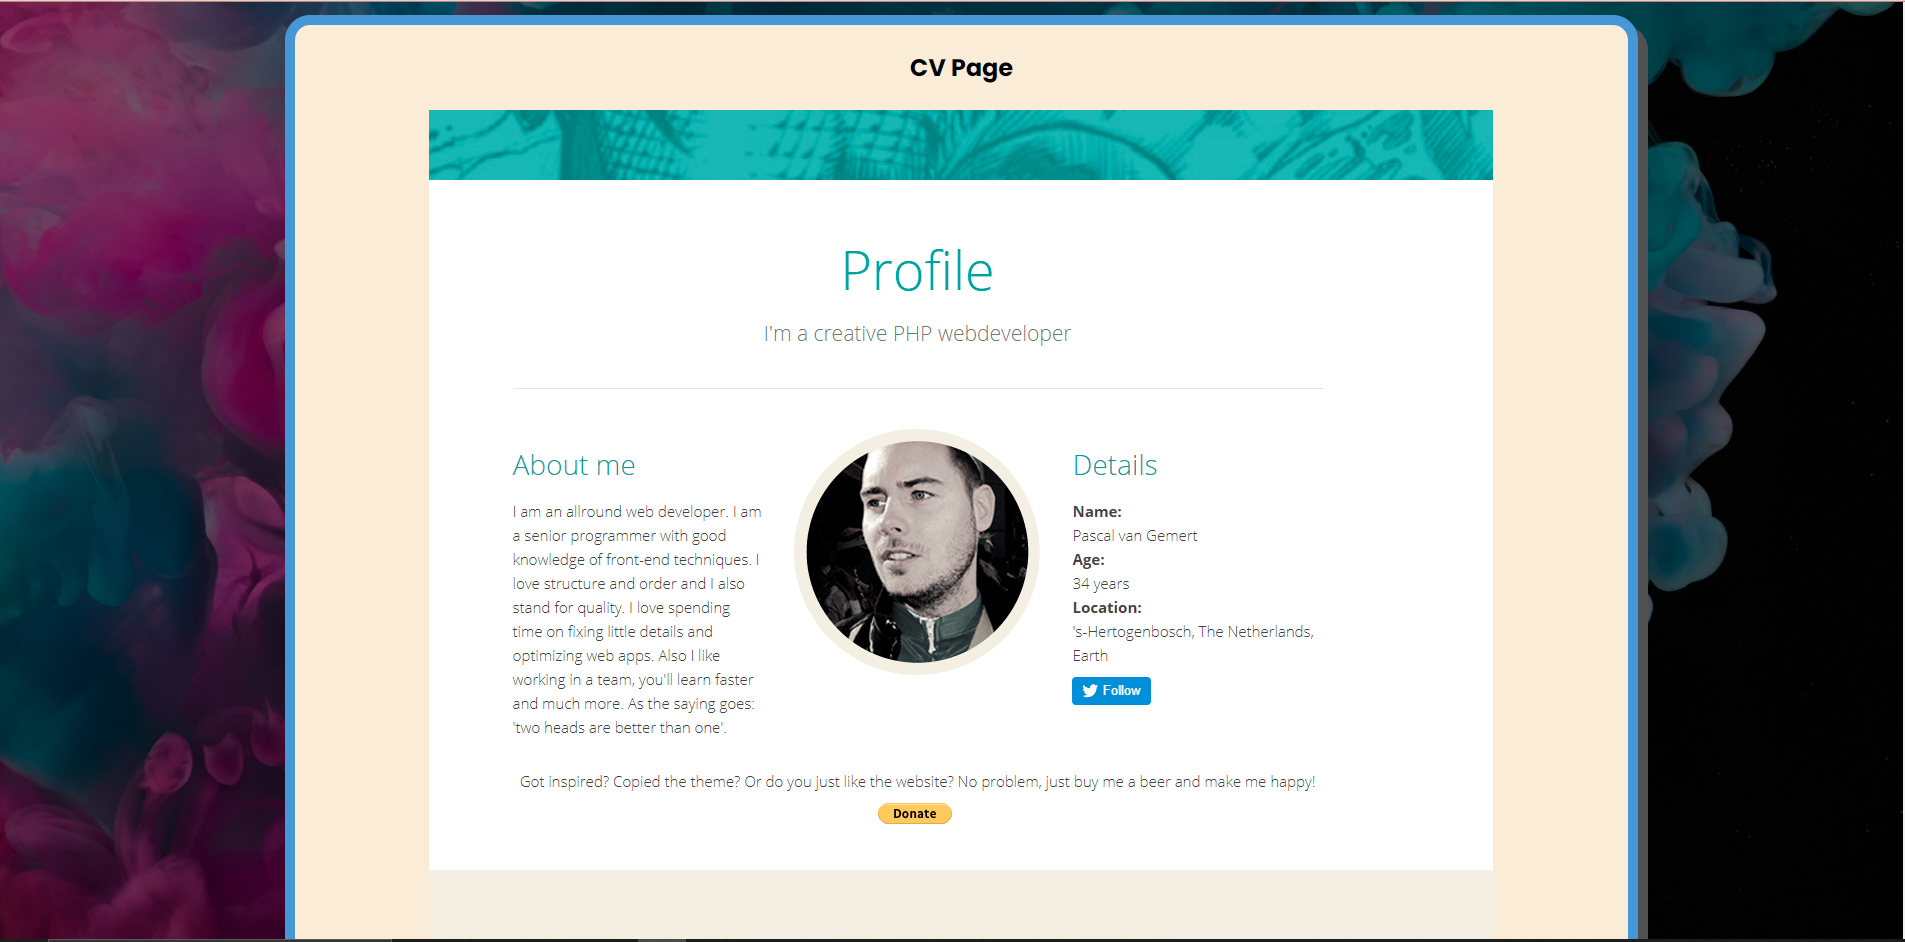 CV Page
Profile
I'm a creative PHP webdeveloper
About me
I am an allround web developer. I am
a senior programmer with good
knowledge of front-end techniques. I
love structure and order and I also
stand for quality. I love spending
time on fixing little details and
optimizing web apps. Also I like
working in a team, you'll learn faster
and much more. As the saying goes:
'two heads are better than one'.
Details
Name:
Pascal van Gemert
Age:
34 years
Location:
's-Hertogenbosch, The Netherlands,
Earth
Follow
Got inspired? Copied the theme? Or do you just like the website? No problem, just buy me a beer and make me happy!
Donate